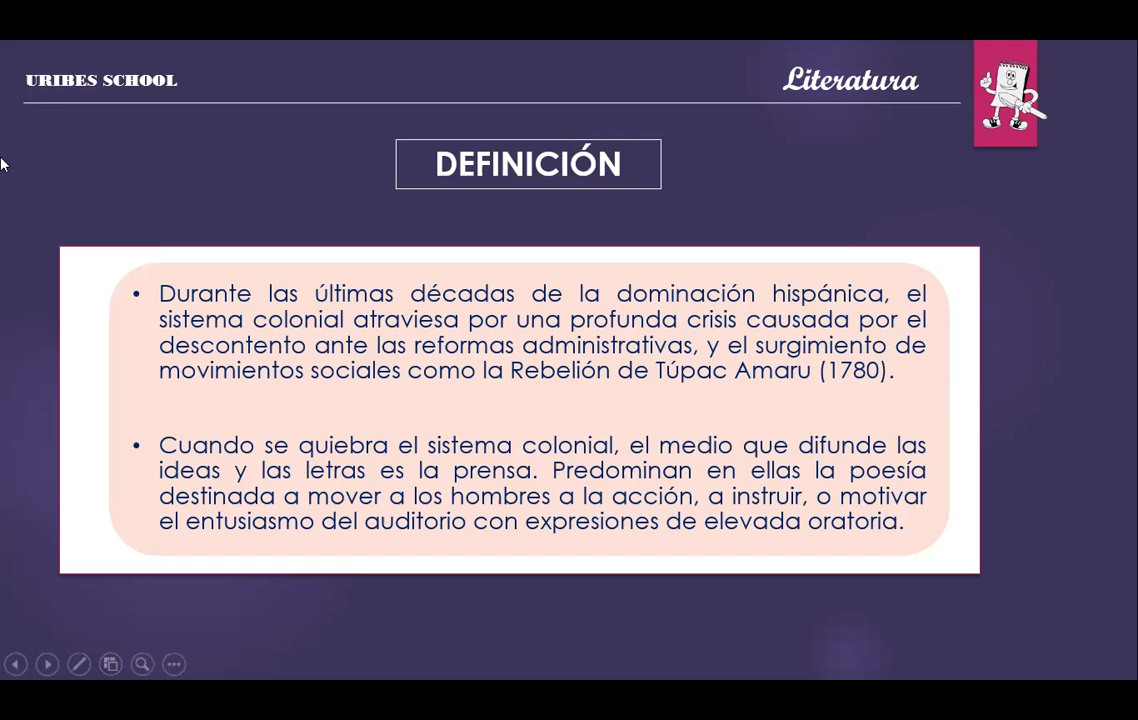 URIBES SCHOOL
Literatura
DEFINICIÓN
• Durante las últimas décadas de la dominación hispánica, el
sistema colonial atraviesa por una profunda crisis causada por el
descontento ante las reformas administrativas, y el surgimiento de
movimientos sociales como la Rebelión de Túpac Amaru (1780).
• Cuando se quiebra el sistema colonial, el medio que difunde las
ideas y las letras es la prensa. Predominan en ellas la poesía
destinada a mover a los hombres a la acción, a instruir, o motivar
el entusiasmo del auditorio con expresiones de elevada oratoria.